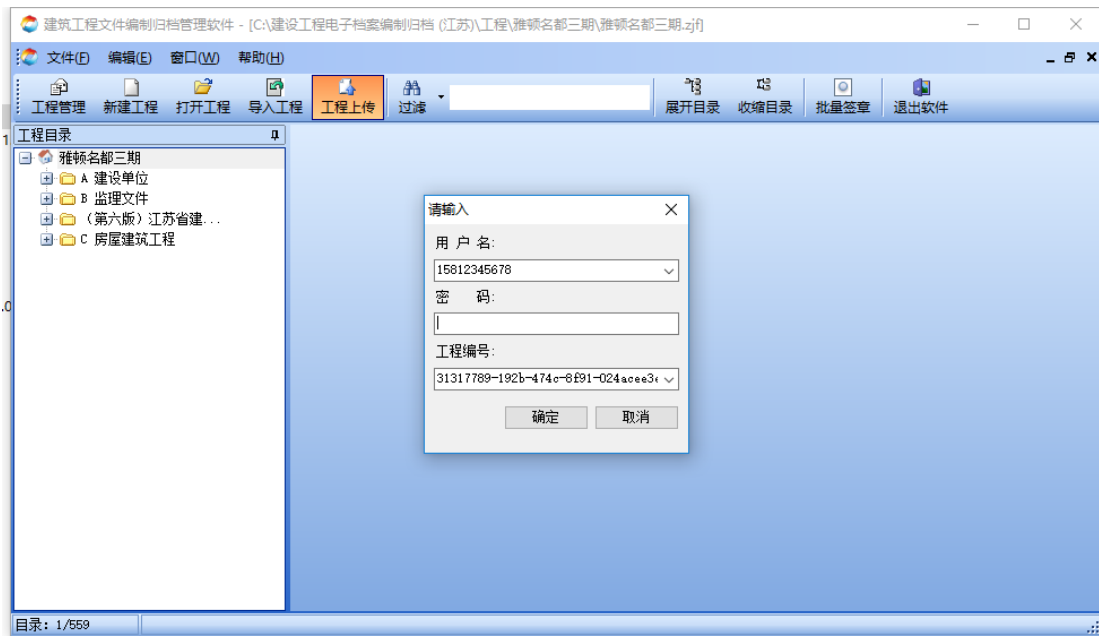 建筑工程文件编制归档管理软件 - [C:\建设工程电子档案编制归档 (江苏)\工程\雅顿名都三期\雅顿名都三期.zjf]
文件(F) 编辑(E) 窗口(W) 帮助(H)
工程管理 新建工程 打开工程 导入工程 工程上传 过滤 展开目录 收缩目录 批量签章 退出软件
工程目录
雅顿名都三期
A 建设单位
B 监理文件
（第六版）江苏省建...
C 房屋建筑工程
请输入
用 户 名:
15812345678
密 码:
工程编号:
31317789-192b-474c-8f91-024acee3
确定 取消
目录: 1/559